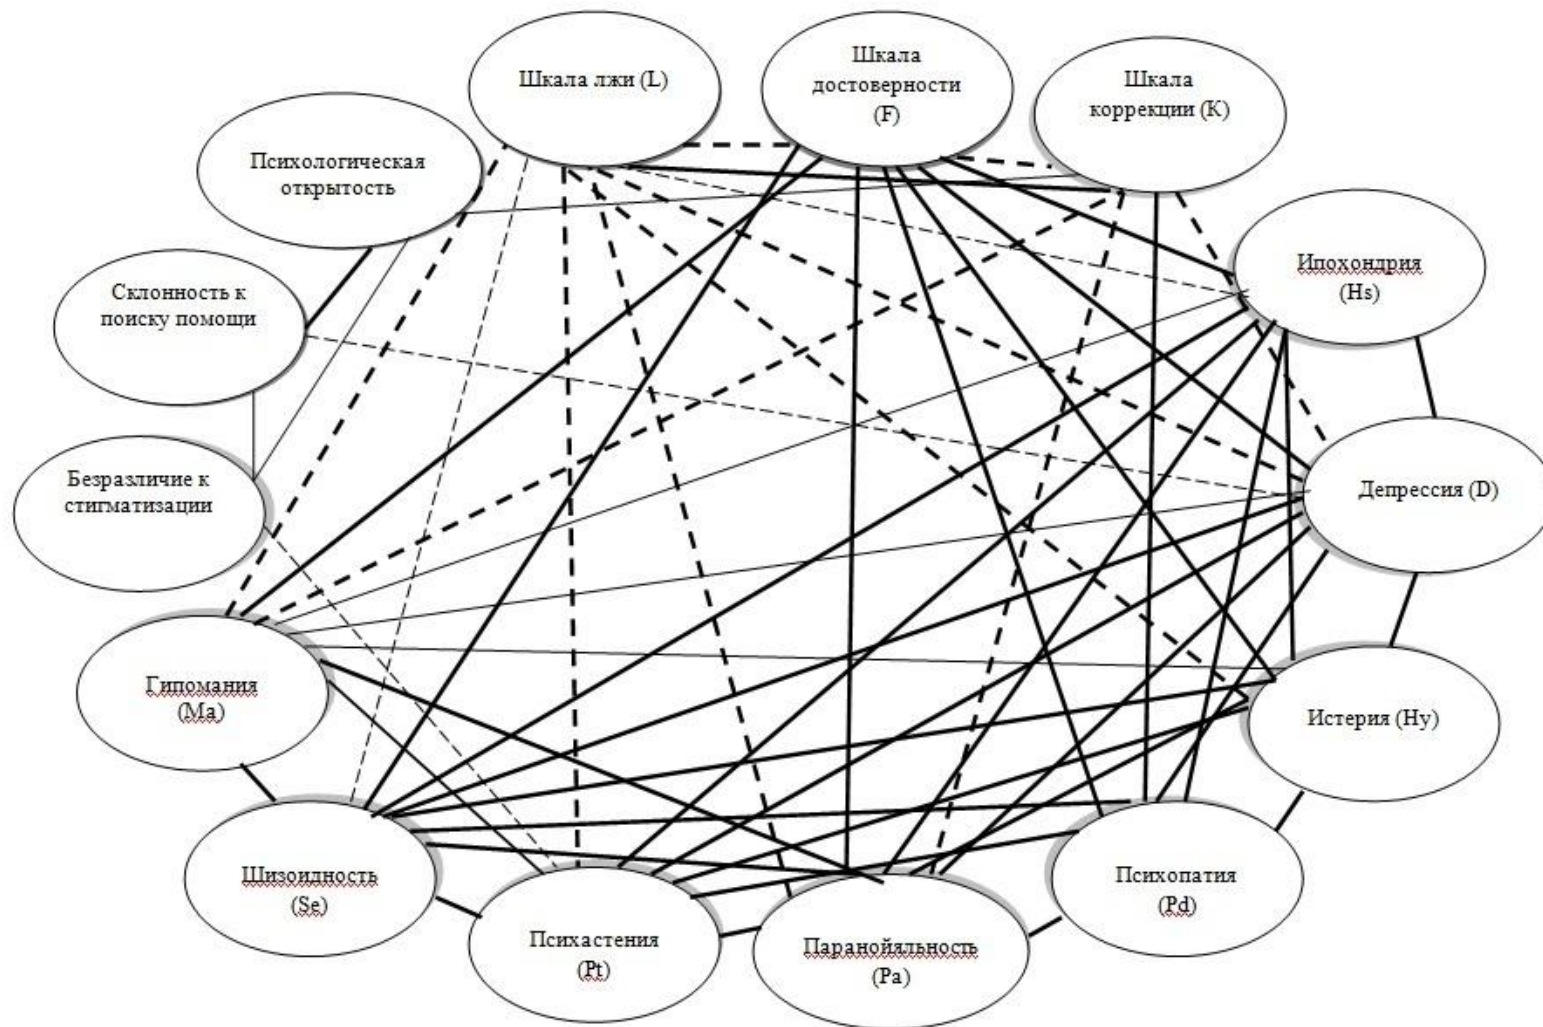 Шкала лжи (L)
Шкала
достоверности
(F)
Шкала
коррекции (K)
Психологическая
открытость
Склонность к
поиску помощи
Ипохондрия
(Hs)
Безразличие к
стигматизации
Депрессия (D)
Гипомания
(Ma)
Истерия (Hy)
Шизоидность
(Se)
Психастения
(Pt)
Паранойяльность
(Pa)
Психопатия
(Pd)